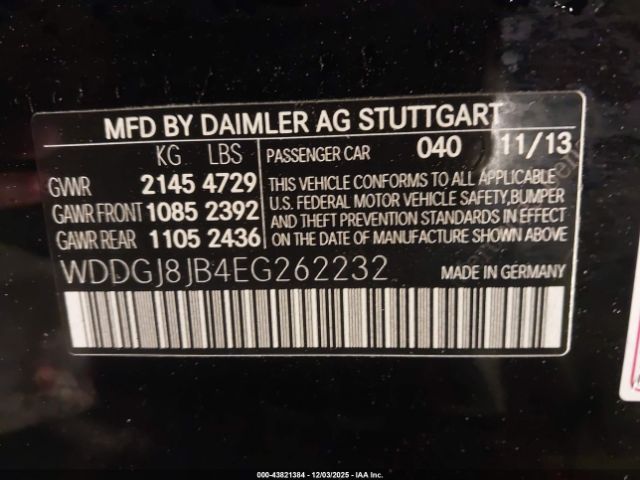 MFD BY DAIMLER AG STUTTGART
KG LBS PASSENGER CAR 040 11/13
GVWR 2145 4729
GAWR FRONT 1085 2392
GAWR REAR 1105 2436
THIS VEHICLE CONFORMS TO ALL APPLICABLE
U.S. FEDERAL MOTOR VEHICLE SAFETY,BUMPER
AND THEFT PREVENTION STANDARDS IN EFFECT
ON THE DATE OF MANUFACTURE SHOWN ABOVE.
WDDGJ8JB4EG262232 MADE IN GERMANY
000-43821384 - 12/03/2025 - IAA Inc.